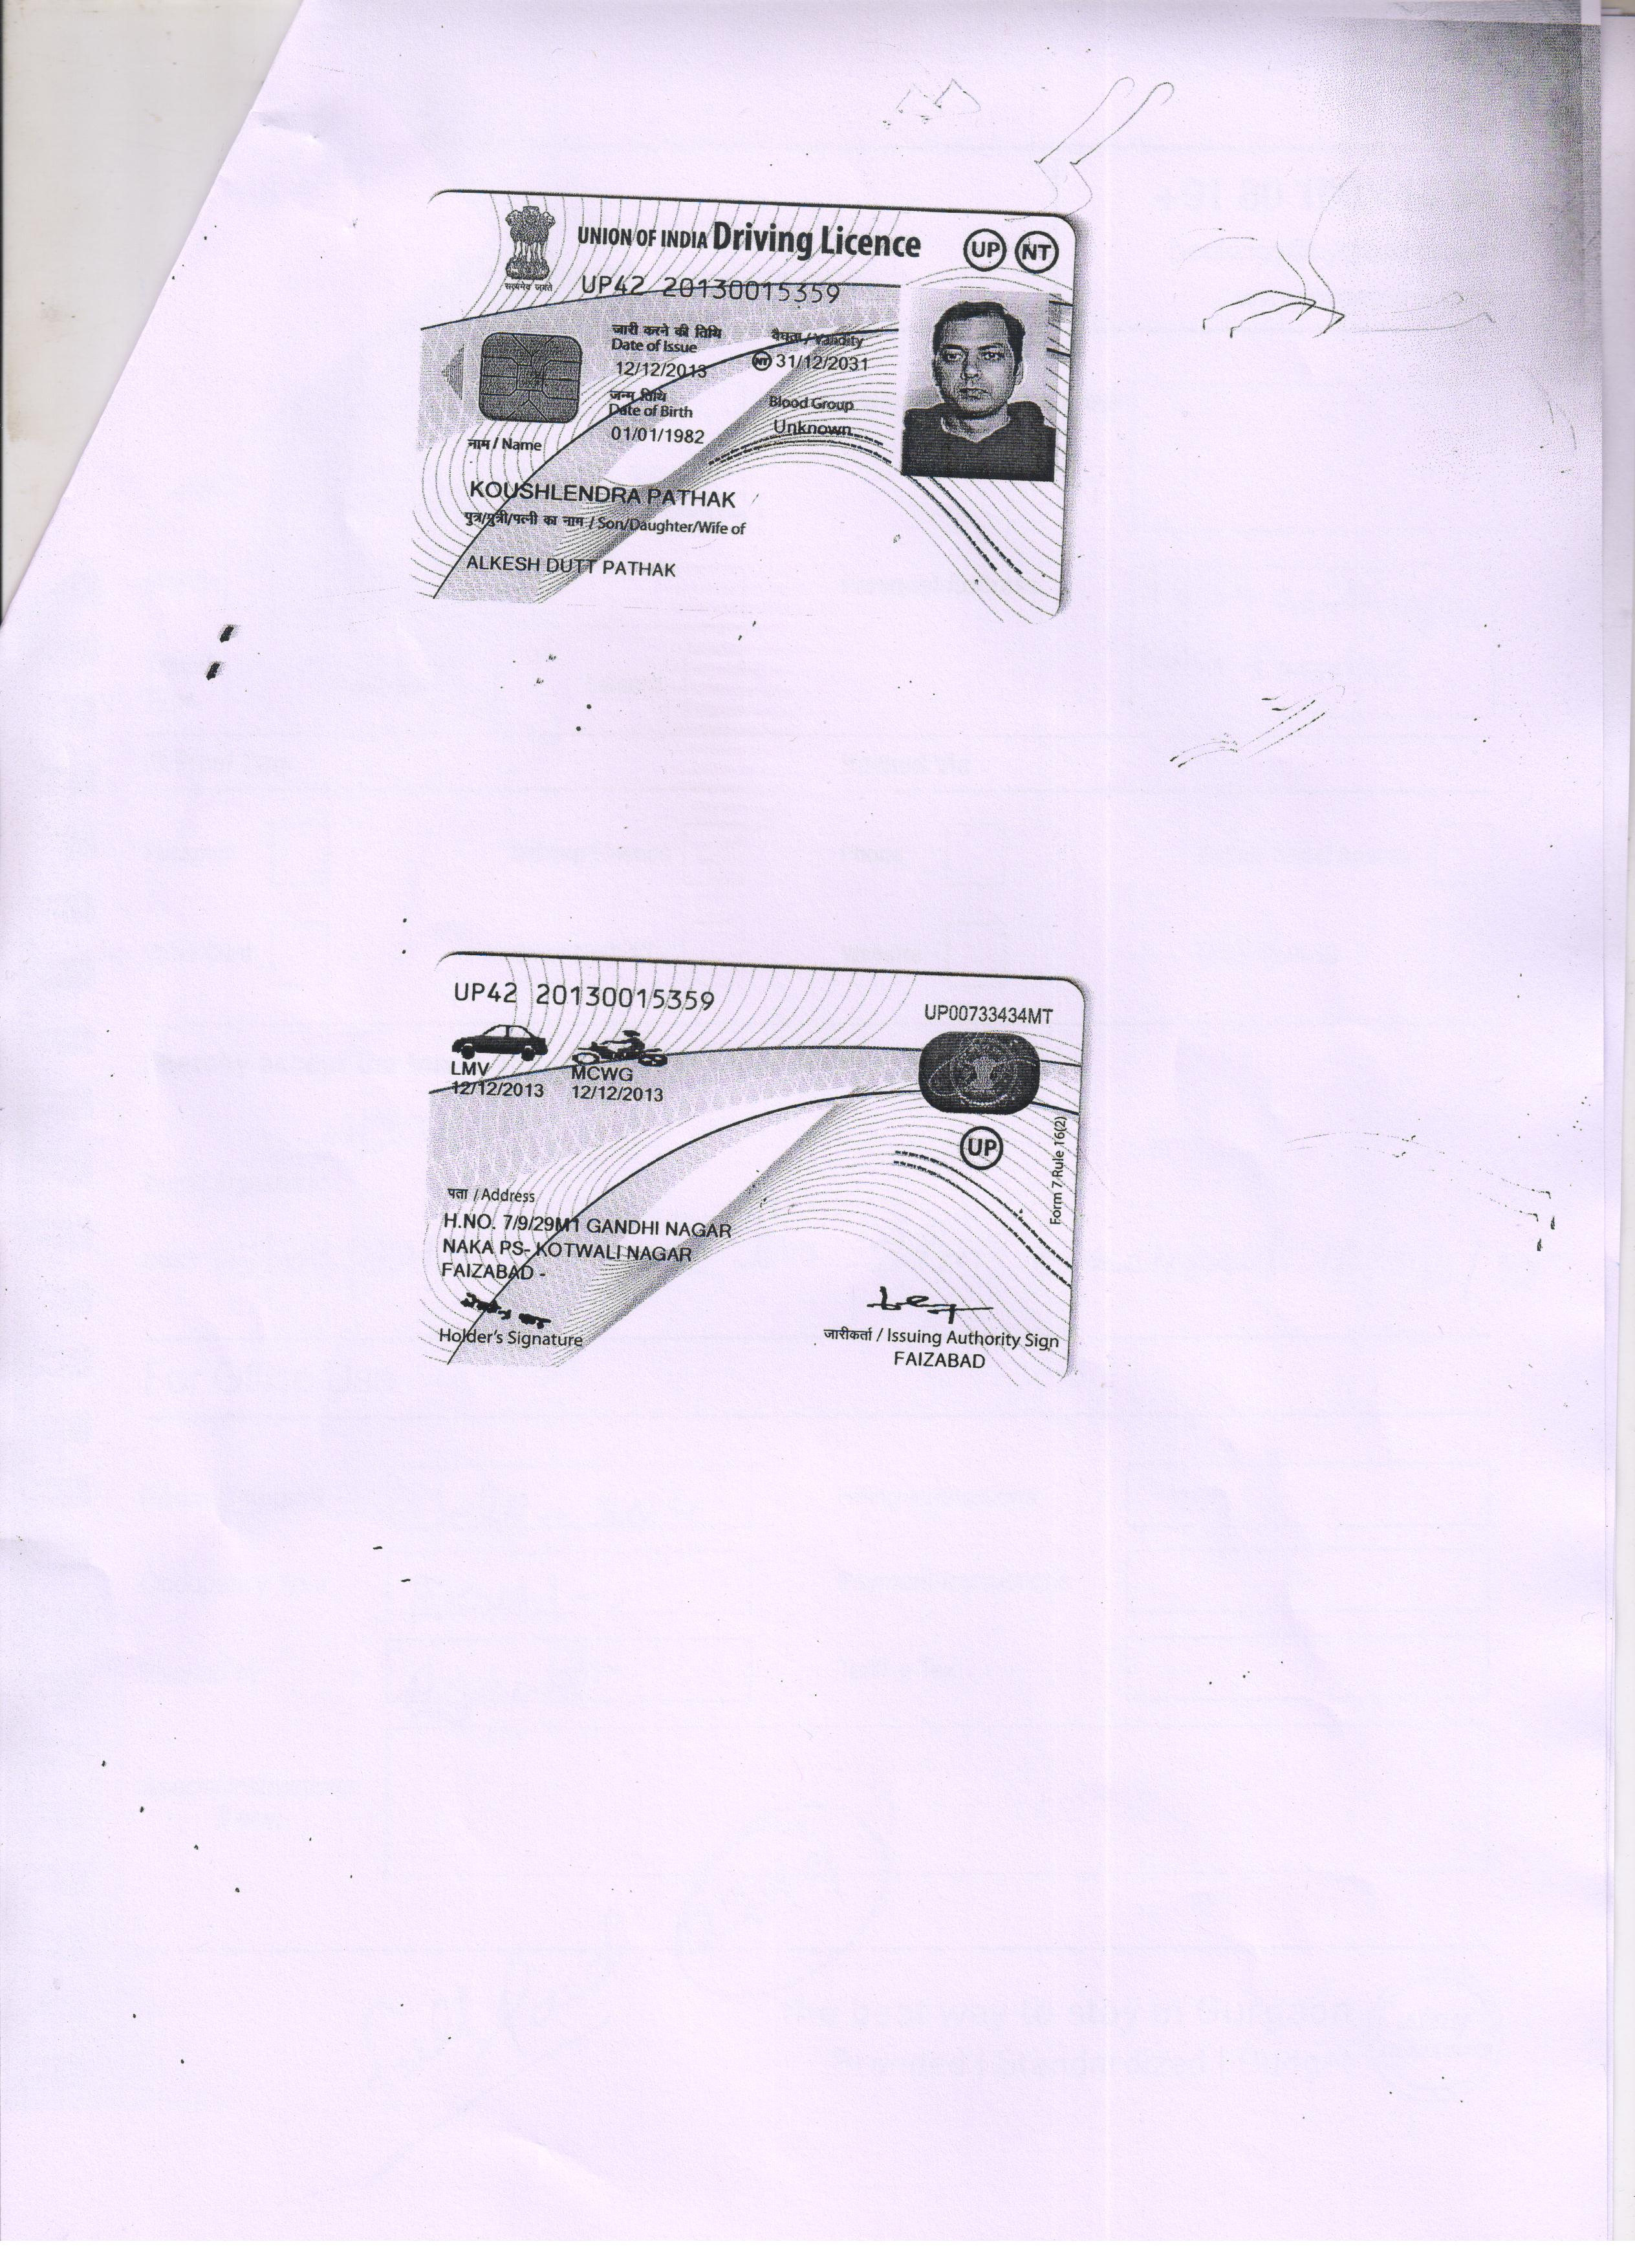 UNION OF INDIA Driving Licence UP NT
सत्यमेव जयते
UP42 20130015359
जारी करने की तिथि
Date of Issue
12/12/2013
वैधता / Validity
NT 31/12/2031
जन्म तिथि
Date of Birth
01/01/1982
Blood Group
Unknown
नाम / Name
KOUSHLENDRA PATHAK
पुत्र/पुत्री/पत्नी का नाम / Son/Daughter/Wife of
ALKESH DUTT PATHAK
UP42 20130015359
UP00733434MT
LMV
12/12/2013
MCWG
12/12/2013
UP
Form 7 Rule 16(2)
पता / Address
H.NO. 7/9/29M1 GANDHI NAGAR
NAKA PS- KOTWALI NAGAR
FAIZABAD -
Holder's Signature
जारीकर्ता / Issuing Authority Sign
FAIZABAD